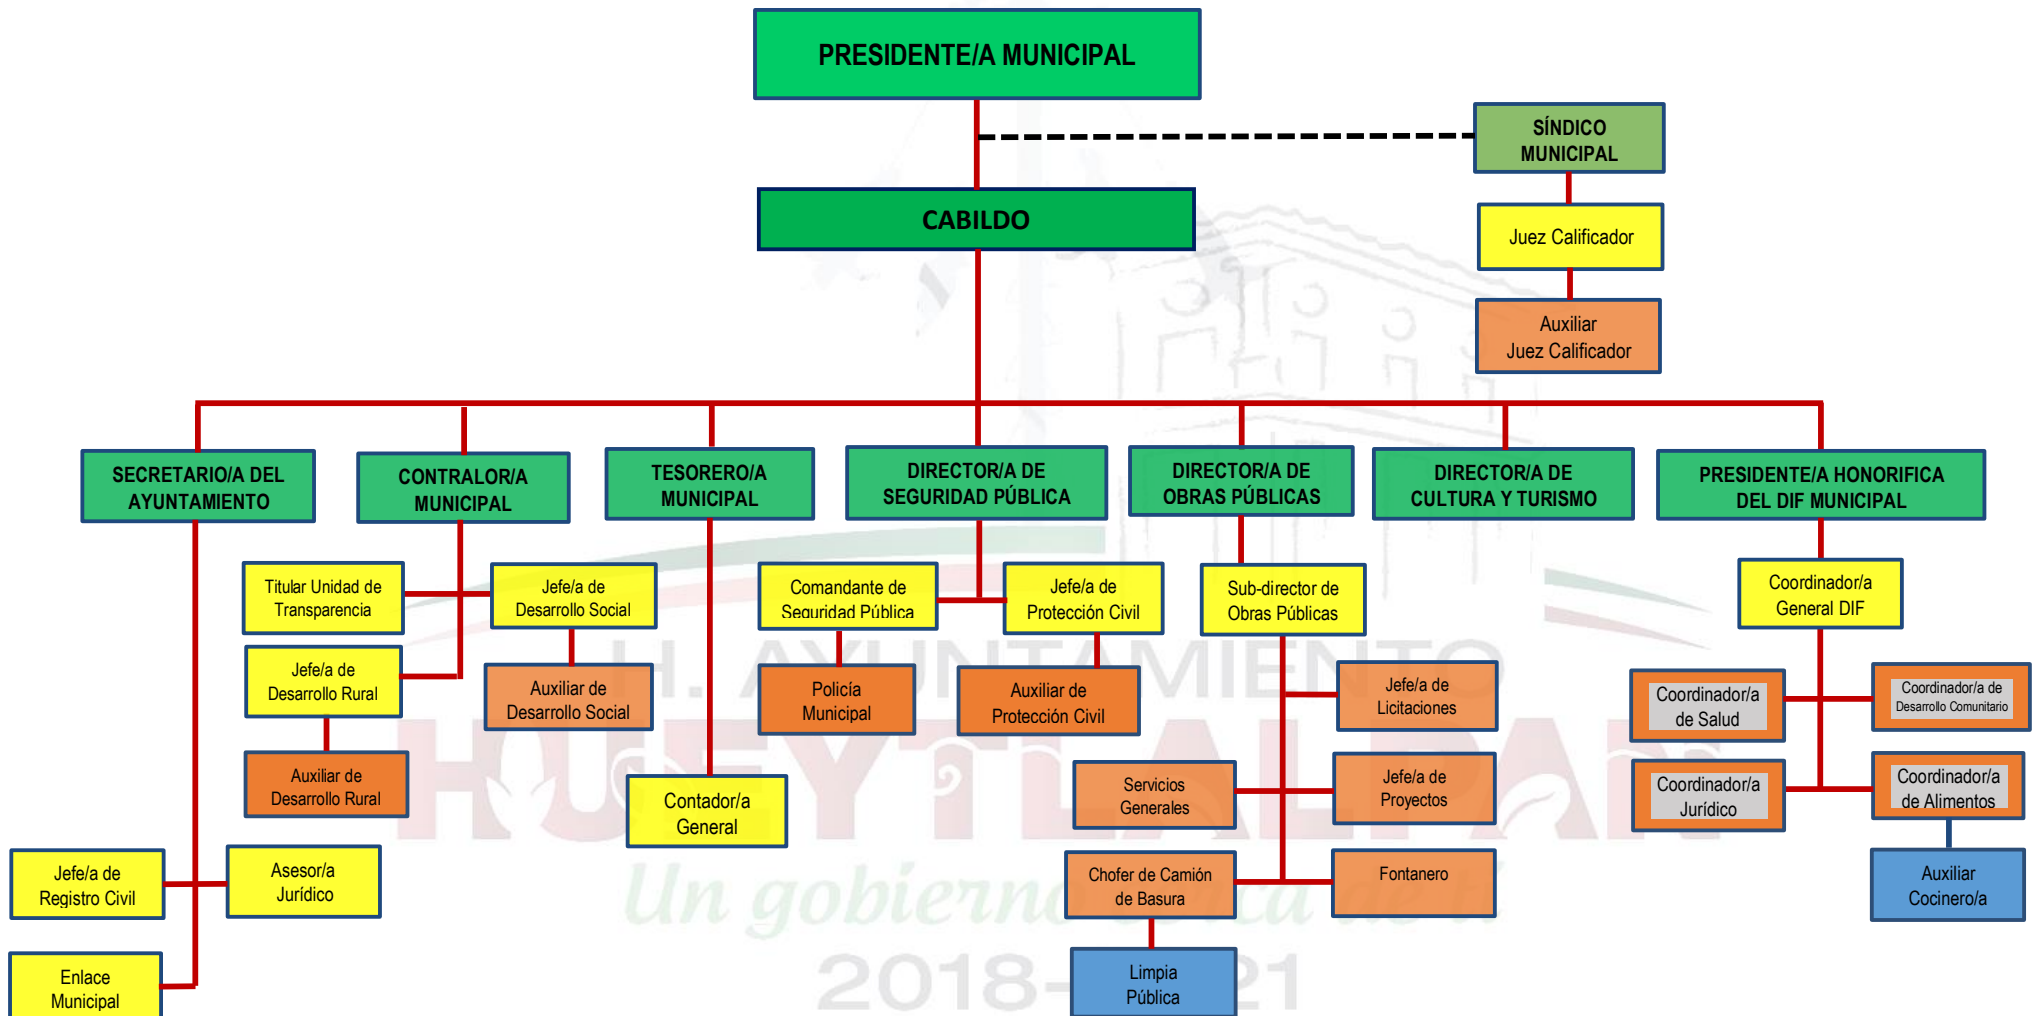 PRESIDENTE/A MUNICIPAL
SÍNDICO
MUNICIPAL
CABILDO
Juez Calificador
Auxiliar
Juez Calificador
SECRETARIO/A DEL
AYUNTAMIENTO
CONTRALOR/A
MUNICIPAL
TESORERO/A
MUNICIPAL
DIRECTOR/A DE
SEGURIDAD PÚBLICA
DIRECTOR/A DE
OBRAS PÚBLICAS
DIRECTOR/A DE
CULTURA Y TURISMO
PRESIDENTE/A HONORIFICA
DEL DIF MUNICIPAL
Titular Unidad de
Transparencia
Jefe/a de
Desarrollo Social
Comandante de
Seguridad Pública
Jefe/a de
Protección Civil
Sub-director de
Obras Públicas
Coordinador/a
General DIF
Jefe/a de
Desarrollo Rural
Auxiliar de
Desarrollo Social
Policía
Municipal
Auxiliar de
Protección Civil
Jefe/a de
Licitaciones
Coordinador/a
de Salud
Coordinador/a de
Desarrollo Comunitario
Auxiliar de
Desarrollo Rural
Contador/a
General
Servicios
Generales
Jefe/a de
Proyectos
Coordinador/a
Jurídico
Coordinador/a
de Alimentos
Jefe/a de
Registro Civil
Asesor/a
Jurídico
Chofer de Camión
de Basura
Fontanero
Auxiliar
Cocinero/a
Enlace
Municipal
Limpia
Pública
H. AYUNTAMIENTO
HUEYTLALPAN
Un gobierno de ti
2018- 21